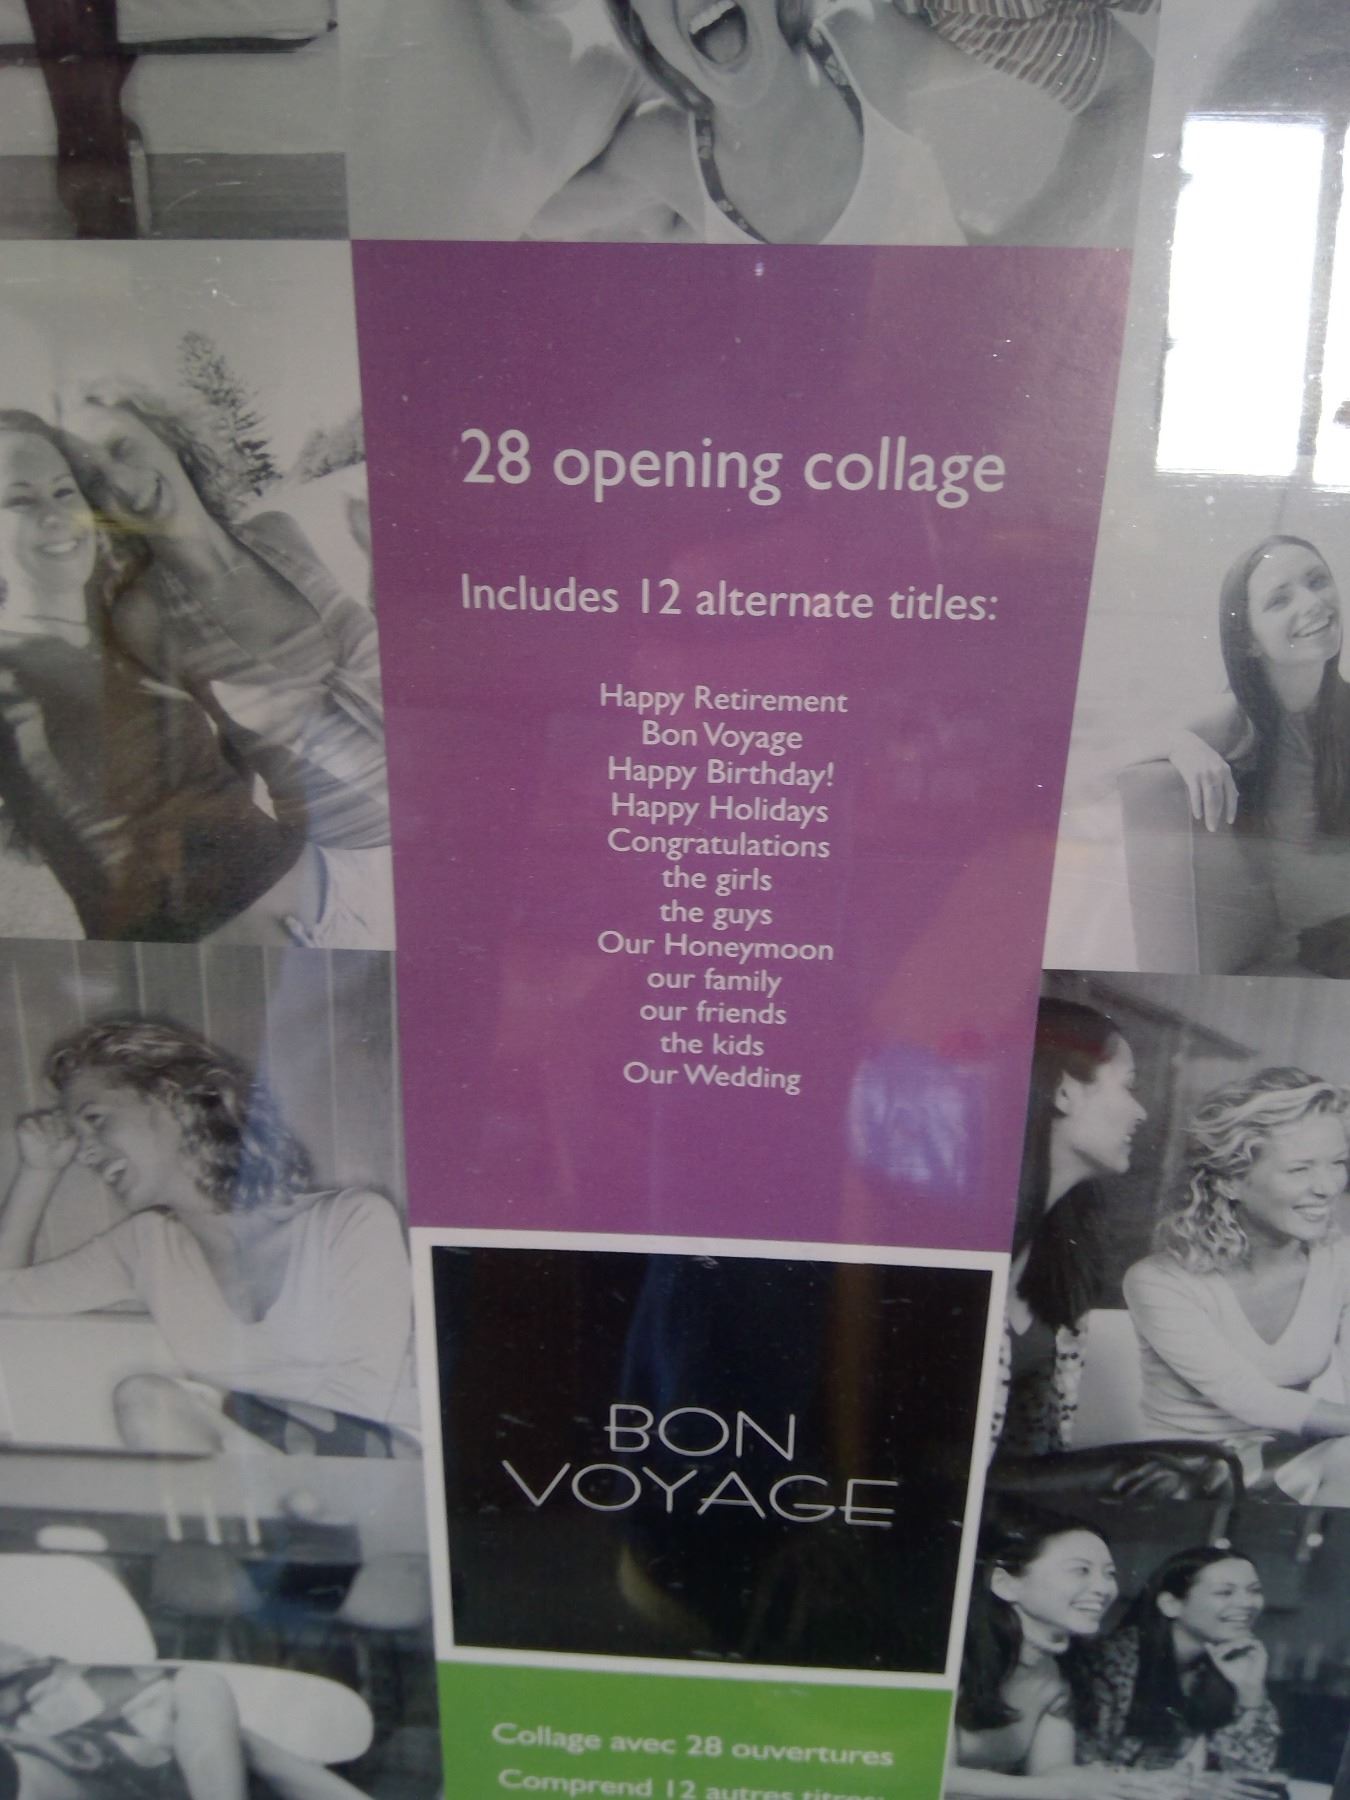 28 opening collage
Includes 12 alternate titles:
Happy Retirement
Bon Voyage
Happy Birthday!
Happy Holidays
Congratulations
the girls
the guys
Our Honeymoon
our family
our friends
the kids
Our Wedding
BON
VOYAGE
Collage avec 28 ouvertures
Comprend 12 autres titres: